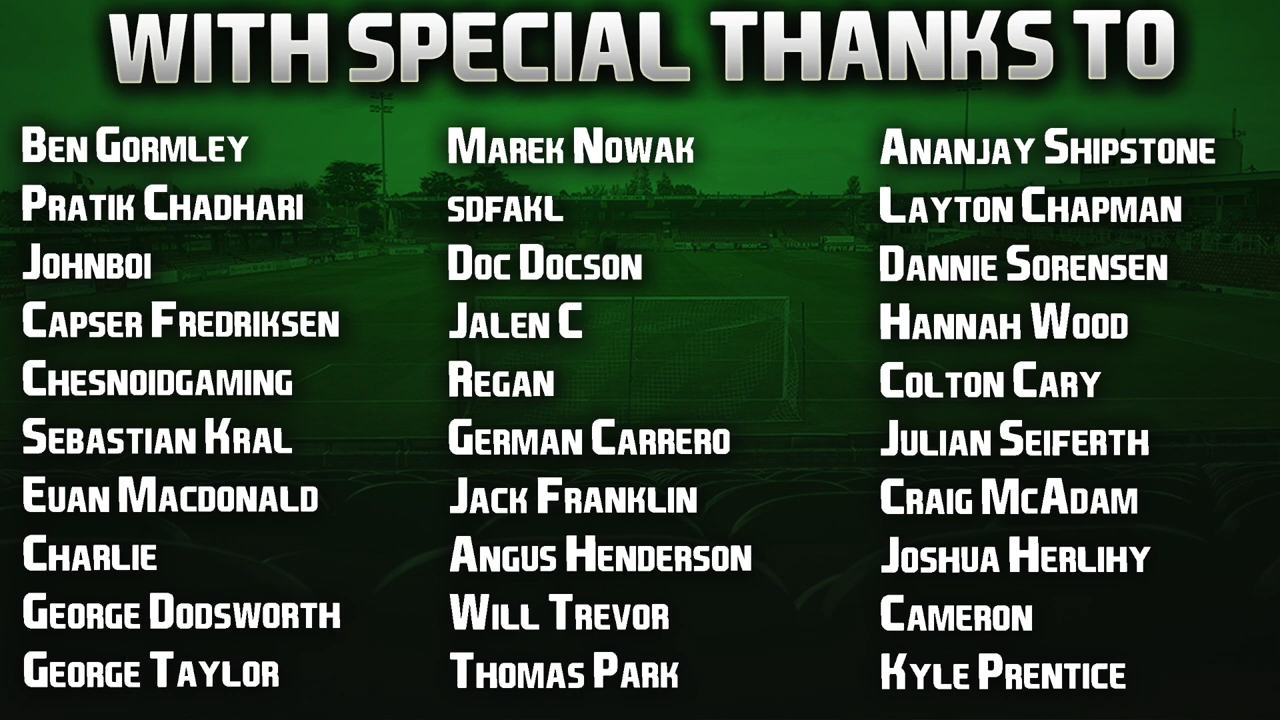 WITH SPECIAL THANKS TO
Ben Gormley
Pratik Chadhari
Johnboi
Capser Fredriksen
Chesnoidgaming
Sebastian Kral
Euan Macdonald
Charlie
George Dodsworth
George Taylor
Marek Nowak
sdfakl
Doc Docson
Jalen C
Regan
German Carrero
Jack Franklin
Angus Henderson
Will Trevor
Thomas Park
Ananjay Shipstone
Layton Chapman
Dannie Sorensen
Hannah Wood
Colton Cary
Julian Seiferth
Craig McAdam
Joshua Herlihy
Cameron
Kyle Prentice